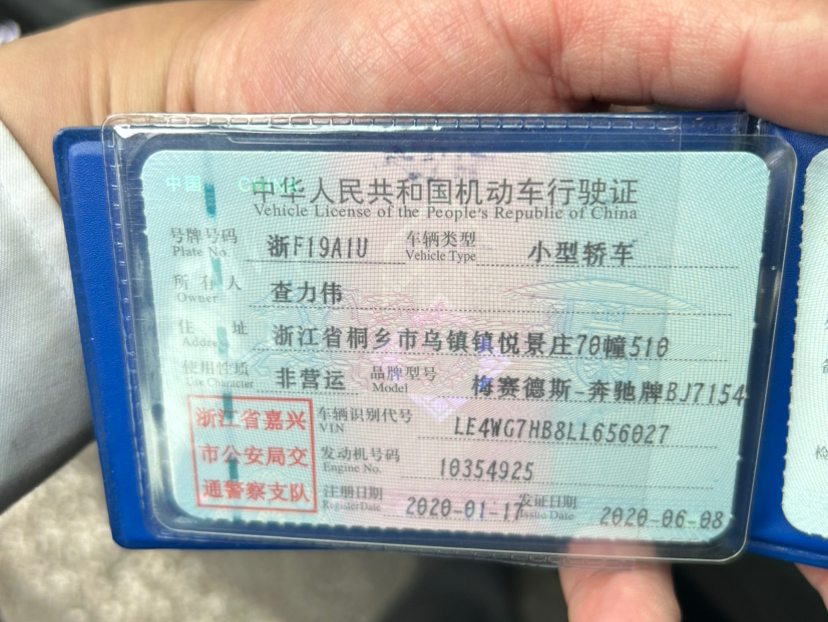 中国 China
中华人民共和国机动车行驶证
Vehicle License of the People's Republic of China
号牌号码 浙F19A1U 车辆类型 小型轿车
Plate No. Vehicle Type
所有人 查力伟
Owner
住址 浙江省桐乡市乌镇镇悦景庄70幢510
Address
使用性质 非营运 品牌型号 梅赛德斯-奔驰牌BJ7154
Use Character Model
浙江省嘉兴
市公安局交
通警察支队
车辆识别代号 LE4WG7HB8LL656027
VIN
发动机号码 10354925
Engine No.
注册日期 2020-01-17 发证日期 2020-06-08
Register Date Issue Date